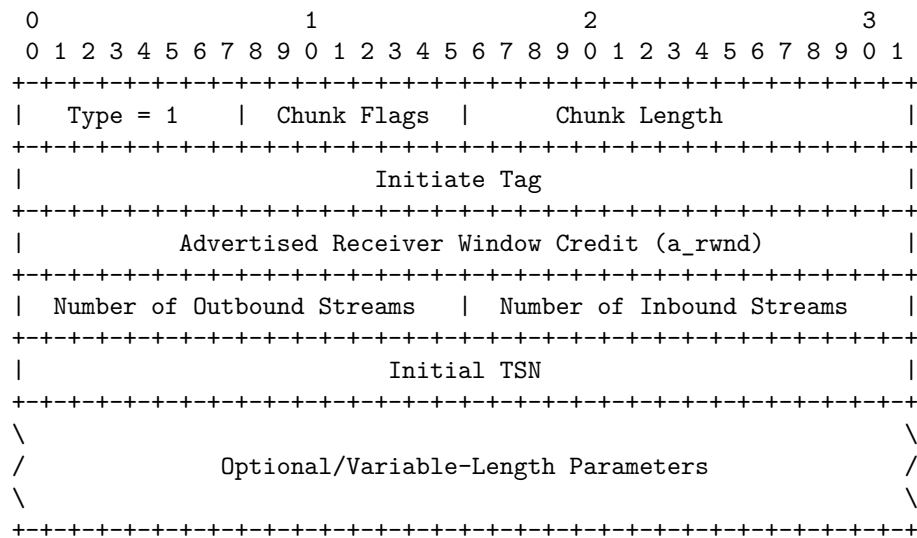 0                   1                   2                   3
 0 1 2 3 4 5 6 7 8 9 0 1 2 3 4 5 6 7 8 9 0 1 2 3 4 5 6 7 8 9 0 1
+-+-+-+-+-+-+-+-+-+-+-+-+-+-+-+-+-+-+-+-+-+-+-+-+-+-+-+-+-+-+-+-+
|   Type = 1    |  Chunk Flags  |      Chunk Length             |
+-+-+-+-+-+-+-+-+-+-+-+-+-+-+-+-+-+-+-+-+-+-+-+-+-+-+-+-+-+-+-+-+
|                         Initiate Tag                          |
+-+-+-+-+-+-+-+-+-+-+-+-+-+-+-+-+-+-+-+-+-+-+-+-+-+-+-+-+-+-+-+-+
|           Advertised Receiver Window Credit (a_rwnd)          |
+-+-+-+-+-+-+-+-+-+-+-+-+-+-+-+-+-+-+-+-+-+-+-+-+-+-+-+-+-+-+-+-+
|  Number of Outbound Streams   |  Number of Inbound Streams    |
+-+-+-+-+-+-+-+-+-+-+-+-+-+-+-+-+-+-+-+-+-+-+-+-+-+-+-+-+-+-+-+-+
|                          Initial TSN                          |
+-+-+-+-+-+-+-+-+-+-+-+-+-+-+-+-+-+-+-+-+-+-+-+-+-+-+-+-+-+-+-+-+
\                                                               \
/              Optional/Variable-Length Parameters              /
\                                                               \
+-+-+-+-+-+-+-+-+-+-+-+-+-+-+-+-+-+-+-+-+-+-+-+-+-+-+-+-+-+-+-+-+